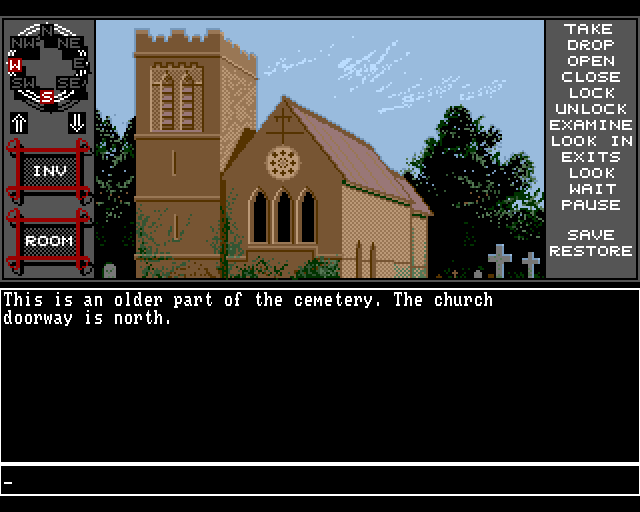 N
NW NE
W E
SW SE
S
INV
ROOM
TAKE
DROP
OPEN
CLOSE
LOCK
UNLOCK
EXAMINE
LOOK IN
EXITS
LOOK
WAIT
PAUSE
SAVE
RESTORE
This is an older part of the cemetery. The church
doorway is north.